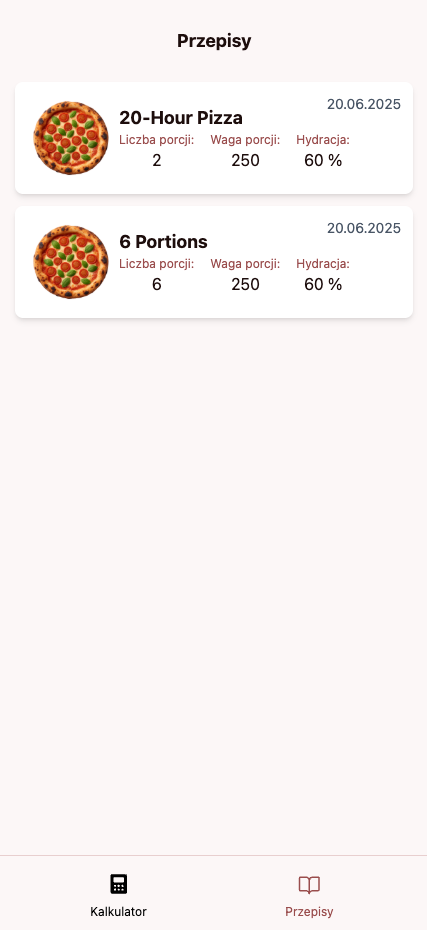 Przepisy
20.06.2025
20-Hour Pizza
Liczba porcji: Waga porcji: Hydracja:
2 250 60 %
20.06.2025
6 Portions
Liczba porcji: Waga porcji: Hydracja:
6 250 60 %
Kalkulator Przepisy